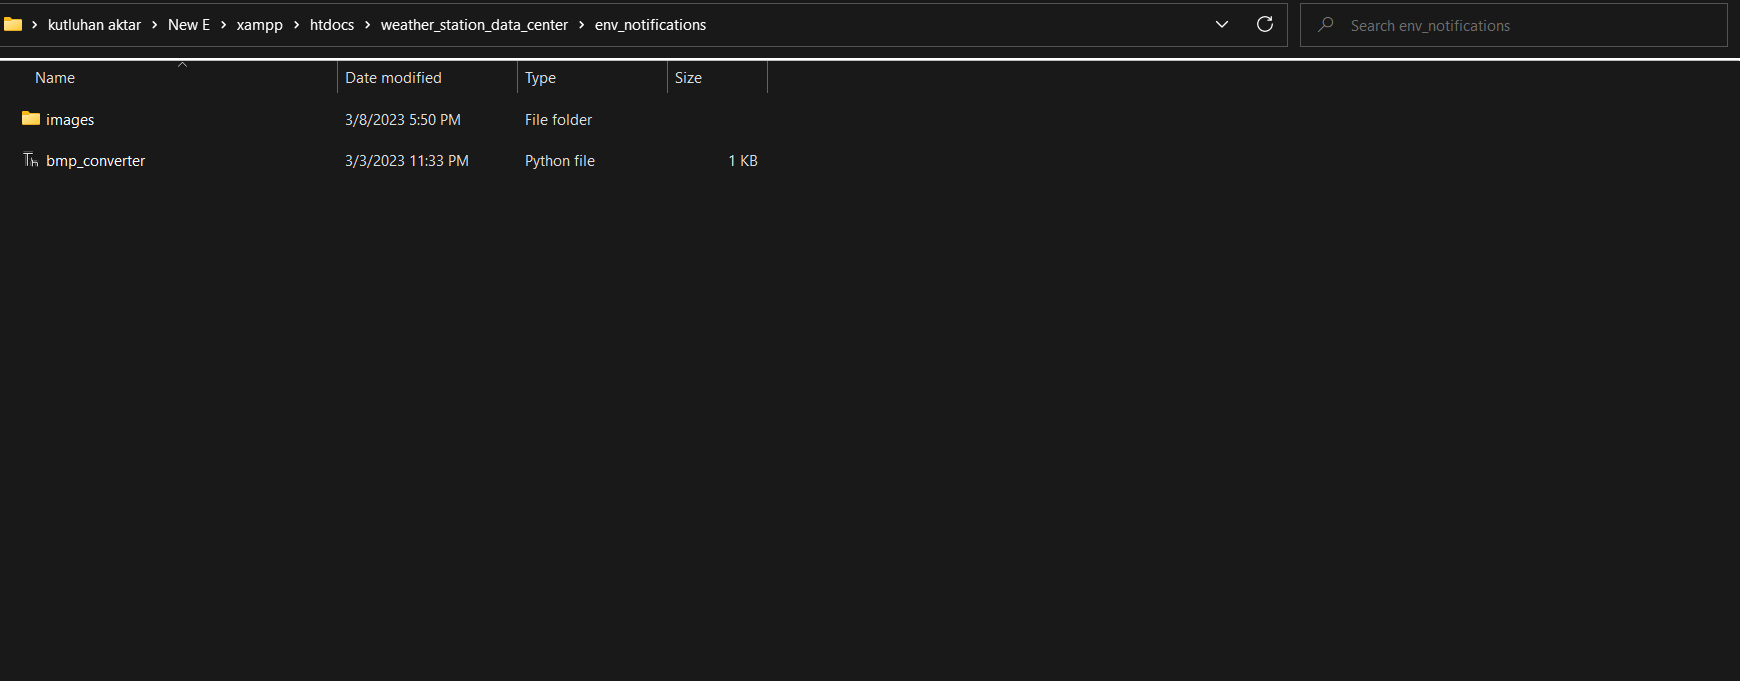 kutluhan aktar > New E > xampp > htdocs > weather_station_data_center > env_notifications Search env_notifications
Name Date modified Type Size
images 3/8/2023 5:50 PM File folder
bmp_converter 3/3/2023 11:33 PM Python file 1 KB